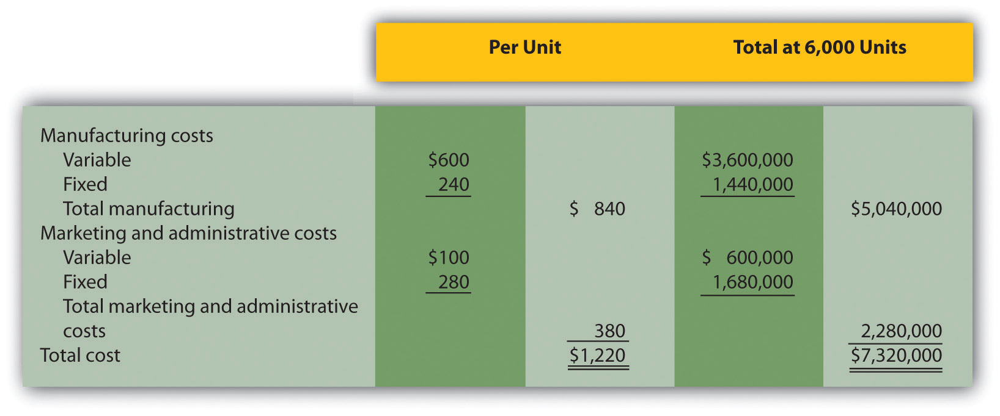 Per Unit Total at 6,000 Units
Manufacturing costs
Variable $600 $3,600,000
Fixed 240 1,440,000
Total manufacturing $ 840 $5,040,000
Marketing and administrative costs
Variable $100 $ 600,000
Fixed 280 1,680,000
Total marketing and administrative
costs 380 2,280,000
Total cost $1,220 $7,320,000